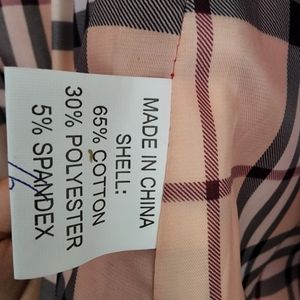 MADE IN CHINA
SHELL:
65% COTTON
30% POLYESTER
5% SPANDEX